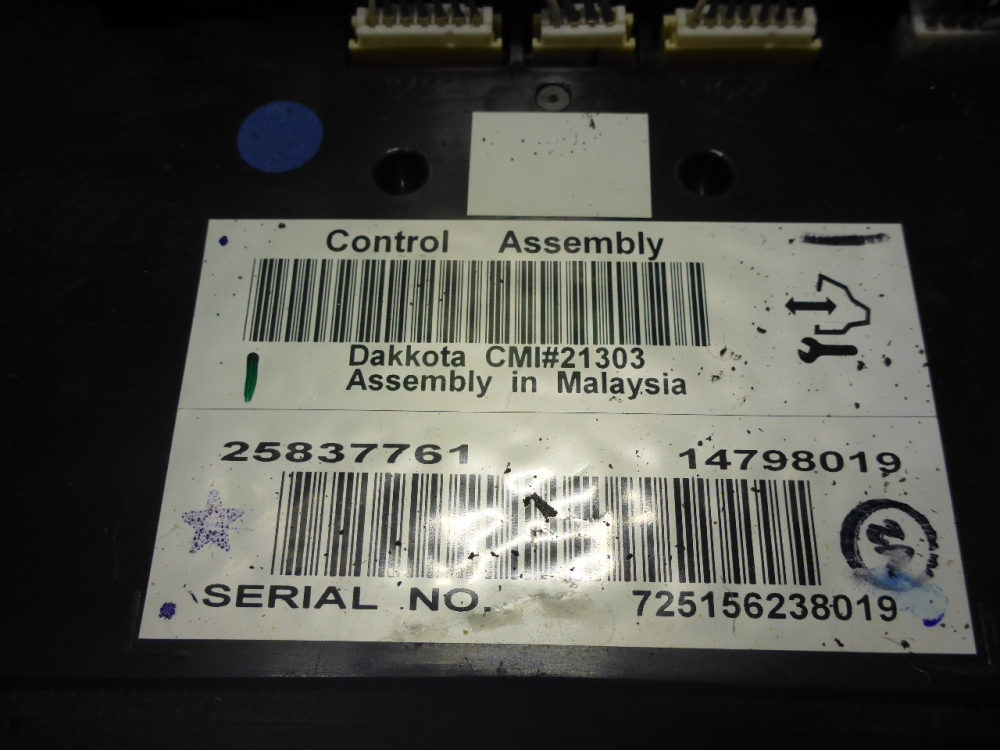 Control Assembly
Dakkota CMI#21303
Assembly in Malaysia
25837761 14798019
SERIAL NO. 725156238019